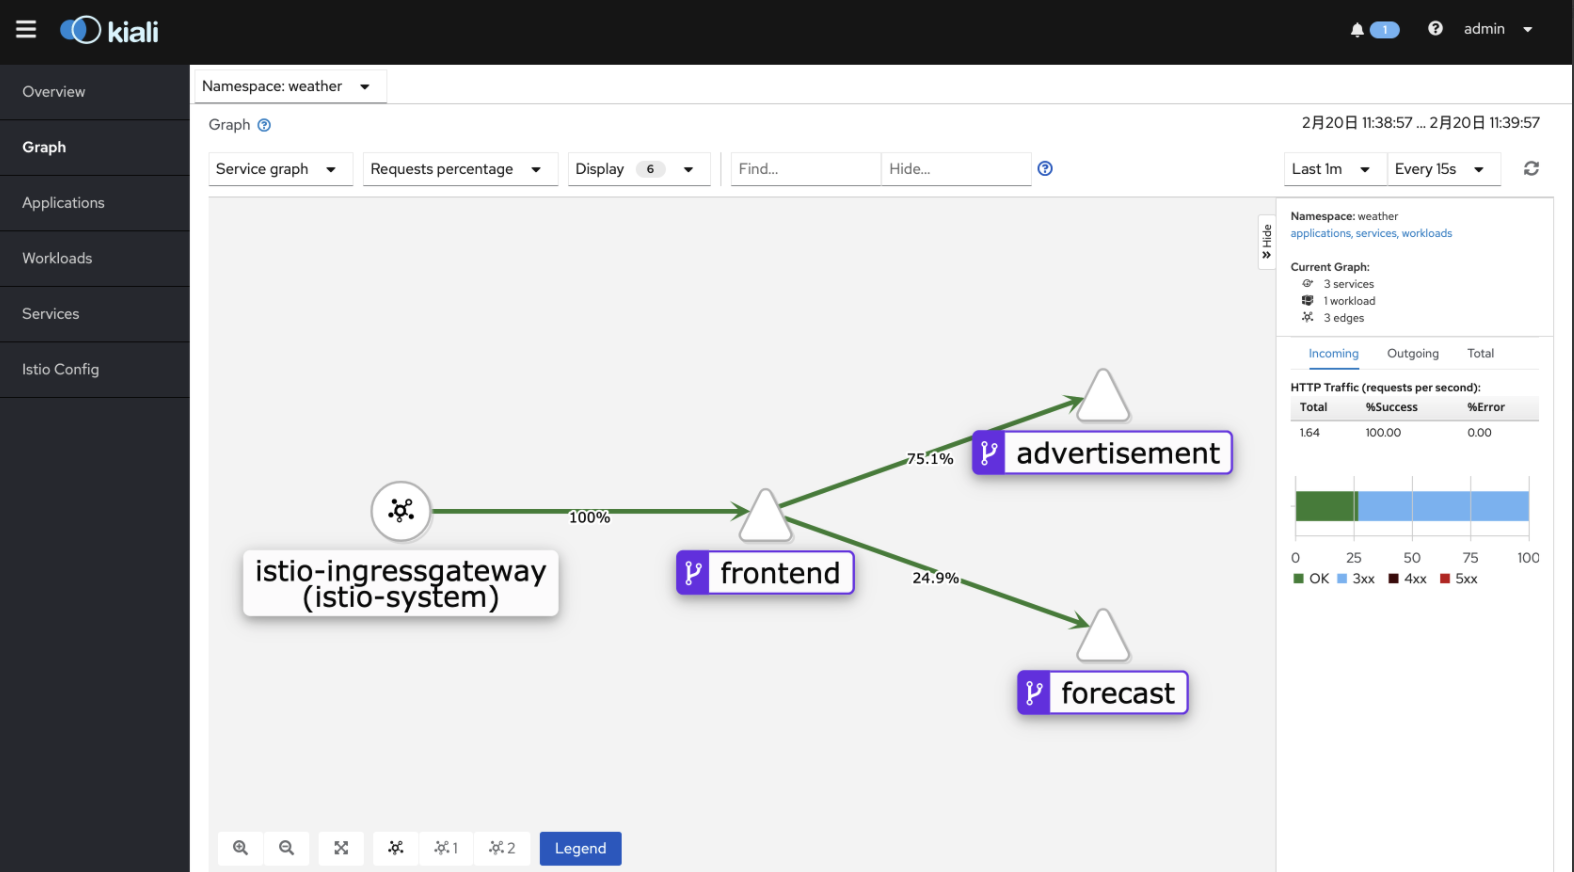 kiali
1
admin
Overview
Graph
Applications
Workloads
Services
Istio Config
Namespace: weather
Graph
2月20日 11:38:57 ... 2月20日 11:39:57
Service graph
Requests percentage
Display 6
Find...
Hide...
Last 1m
Every 15s
Hide
istio-ingressgateway
(istio-system)
100%
frontend
75.1%
advertisement
24.9%
forecast
1
2
Legend
Namespace: weather
applications, services, workloads
Current Graph:
3 services
1 workload
3 edges
Incoming Outgoing Total
HTTP Traffic (requests per second):
Total %Success %Error
1.64 100.00 0.00
0 25 50 75 100
OK 3xx 4xx 5xx